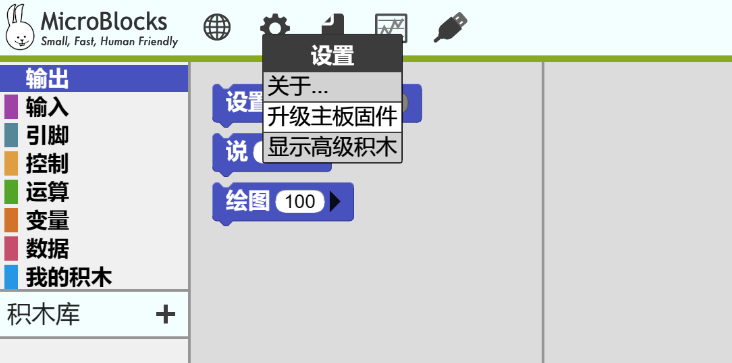 MicroBlocks
Small, Fast, Human Friendly
设置
关于...
升级主板固件
显示高级积木
输出
输入
引脚
控制
运算
变量
数据
我的积木
积木库 +
设置
说
绘图 100